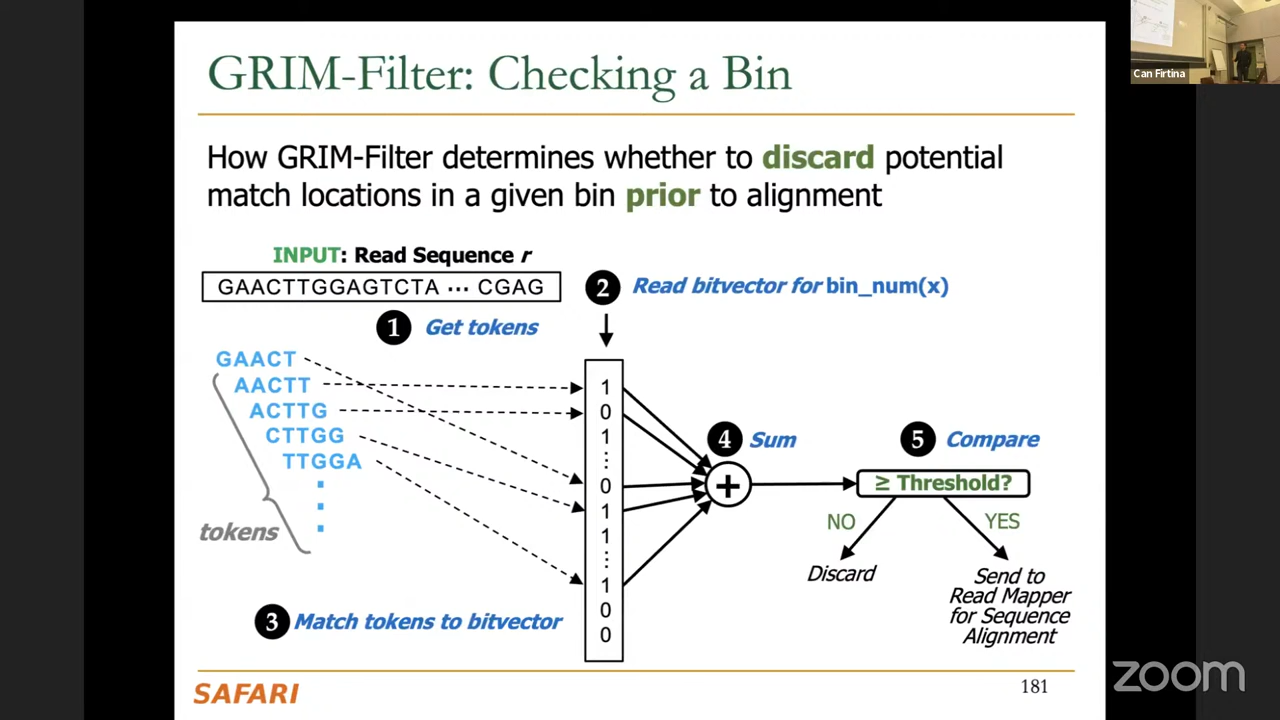 GRIM-Filter: Checking a Bin
Can Firtina
How GRIM-Filter determines whether to discard potential
match locations in a given bin prior to alignment
INPUT: Read Sequence r
GAACTTGGAGTCTA ··· CGAG
2 Read bitvector for bin_num(x)
1 Get tokens
GAACT
AACTT
ACTTG
CTTGG
TTGGA
tokens
1
0
1
0
1
1
1
0
0
3 Match tokens to bitvector
4 Sum
+
5 Compare
≥ Threshold?
NO
YES
Discard
Send to
Read Mapper
for Sequence
Alignment
SAFARI
181
zoom